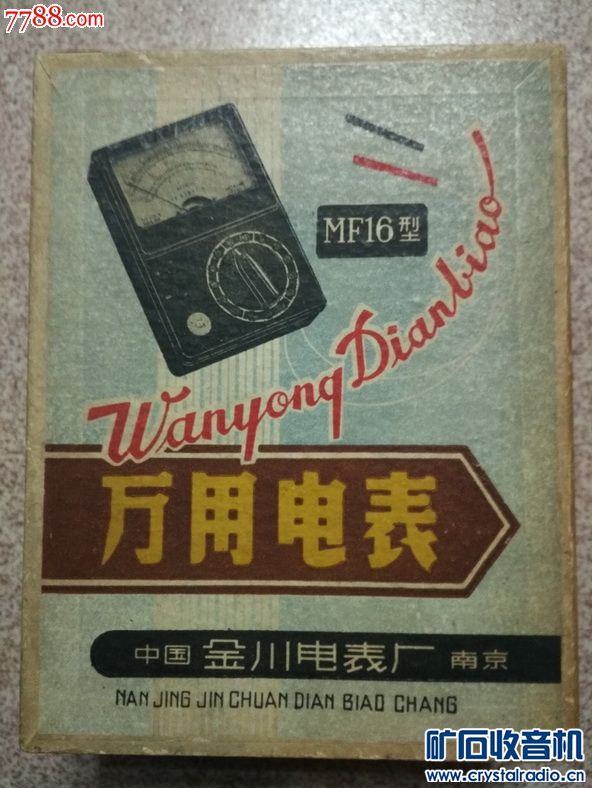 7788.com
MF16型
Wanyong Dianbiao
万用电表
中国 金川电表厂 南京
NAN JING JIN CHUAN DIAN BIAO CHANG
矿石收音机
www.crystalradio.cn